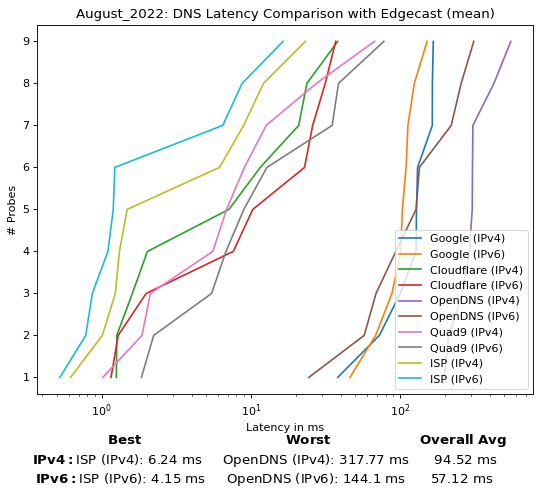 August_2022: DNS Latency Comparison with Edgecast (mean)
# Probes
9
8
7
6
5
4
3
2
1
Google (IPv4)
Google (IPv6)
Cloudflare (IPv4)
Cloudflare (IPv6)
OpenDNS (IPv4)
OpenDNS (IPv6)
Quad9 (IPv4)
Quad9 (IPv6)
ISP (IPv4)
ISP (IPv6)
10⁰ 10¹ 10²
Latency in ms
Best Worst Overall Avg
IPv4: ISP (IPv4): 6.24 ms OpenDNS (IPv4): 317.77 ms 94.52 ms
IPv6: ISP (IPv6): 4.15 ms OpenDNS (IPv6): 144.1 ms 57.12 ms